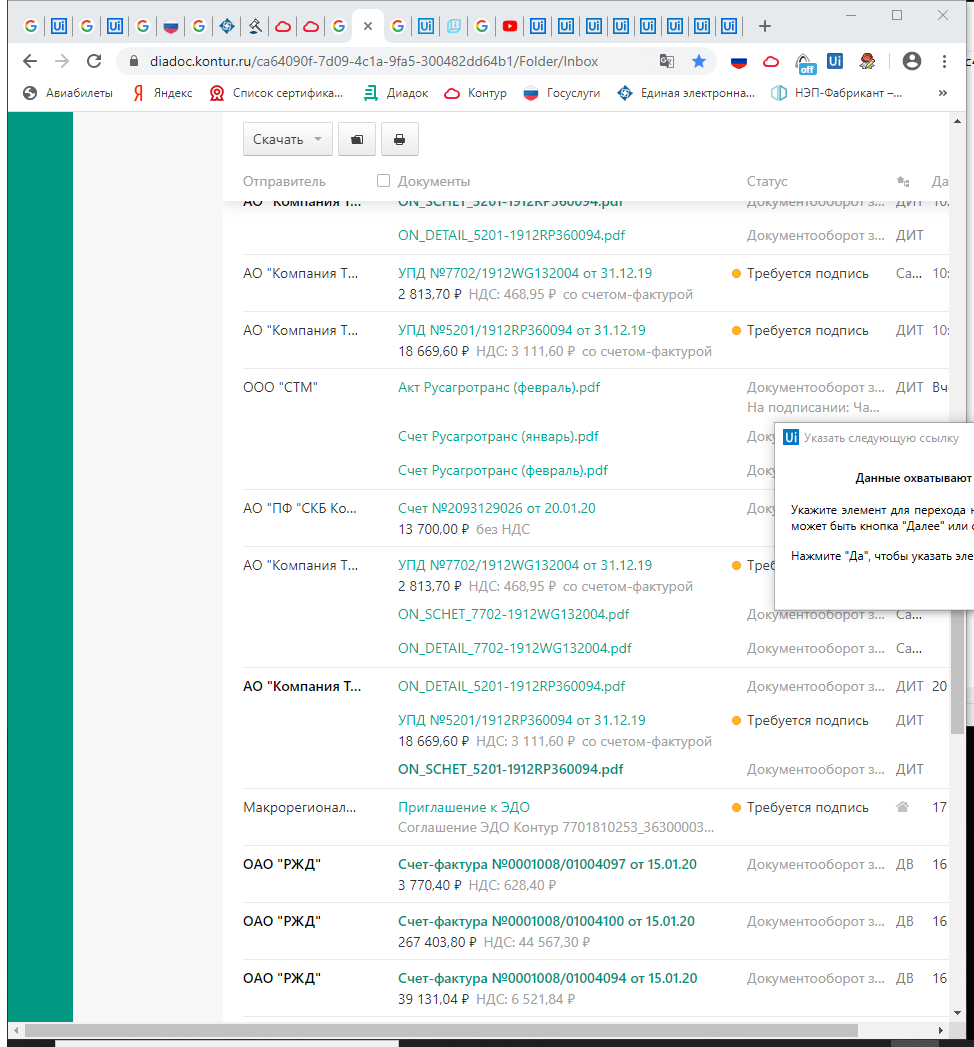 diadoc.kontur.ru/ca64090f-7d09-4c1a-9fa5-300482dd64b1/Folder/Inbox
off
Авиабилеты Яндекс Список сертифика... Диадок Контур Госуслуги Единая электронна... НЭП-Фабрикант –... »
Скачать
Отправитель Документы Статус Да
АО "Компания Т... ON_SCHET_5201-1912RP360094.pdf Документооборот з... ДИТ 10:
ON_DETAIL_5201-1912RP360094.pdf Документооборот з... ДИТ
АО "Компания Т... УПД №7702/1912WG132004 от 31.12.19 Требуется подпись Са... 10:
2 813,70 ₽ НДС: 468,95 ₽ со счетом-фактурой
АО "Компания Т... УПД №5201/1912RP360094 от 31.12.19 Требуется подпись ДИТ 10:
18 669,60 ₽ НДС: 3 111,60 ₽ со счетом-фактурой
ООО "СТМ" Акт Русагротранс (февраль).pdf Документооборот з... ДИТ Вч
На подписании: Ча...
Счет Русагротранс (январь).pdf Доку
Счет Русагротранс (февраль).pdf Доку
Ui Указать следующую ссылку
Данные охватывают
Укажите элемент для перехода н
может быть кнопка "Далее" или с
Нажмите "Да", чтобы указать эле
АО "ПФ "СКБ Ко... Счет №2093129026 от 20.01.20 Доку
13 700,00 ₽ без НДС
АО "Компания Т... УПД №7702/1912WG132004 от 31.12.19 Треб
2 813,70 ₽ НДС: 468,95 ₽ со счетом-фактурой
ON_SCHET_7702-1912WG132004.pdf Документооборот з... Са...
ON_DETAIL_7702-1912WG132004.pdf Документооборот з... Са...
АО "Компания Т... ON_DETAIL_5201-1912RP360094.pdf Документооборот з... ДИТ 20
УПД №5201/1912RP360094 от 31.12.19 Требуется подпись ДИТ
18 669,60 ₽ НДС: 3 111,60 ₽ со счетом-фактурой
ON_SCHET_5201-1912RP360094.pdf Документооборот з... ДИТ
Макрорегионал... Приглашение к ЭДО Требуется подпись 17
Соглашение ЭДО Контур 7701810253_36300003...
ОАО "РЖД" Счет-фактура №0001008/01004097 от 15.01.20 Документооборот з... ДВ 16
3 770,40 ₽ НДС: 628,40 ₽
ОАО "РЖД" Счет-фактура №0001008/01004100 от 15.01.20 Документооборот з... ДВ 16
267 403,80 ₽ НДС: 44 567,30 ₽
ОАО "РЖД" Счет-фактура №0001008/01004094 от 15.01.20 Документооборот з... ДВ 16
39 131,04 ₽ НДС: 6 521,84 ₽